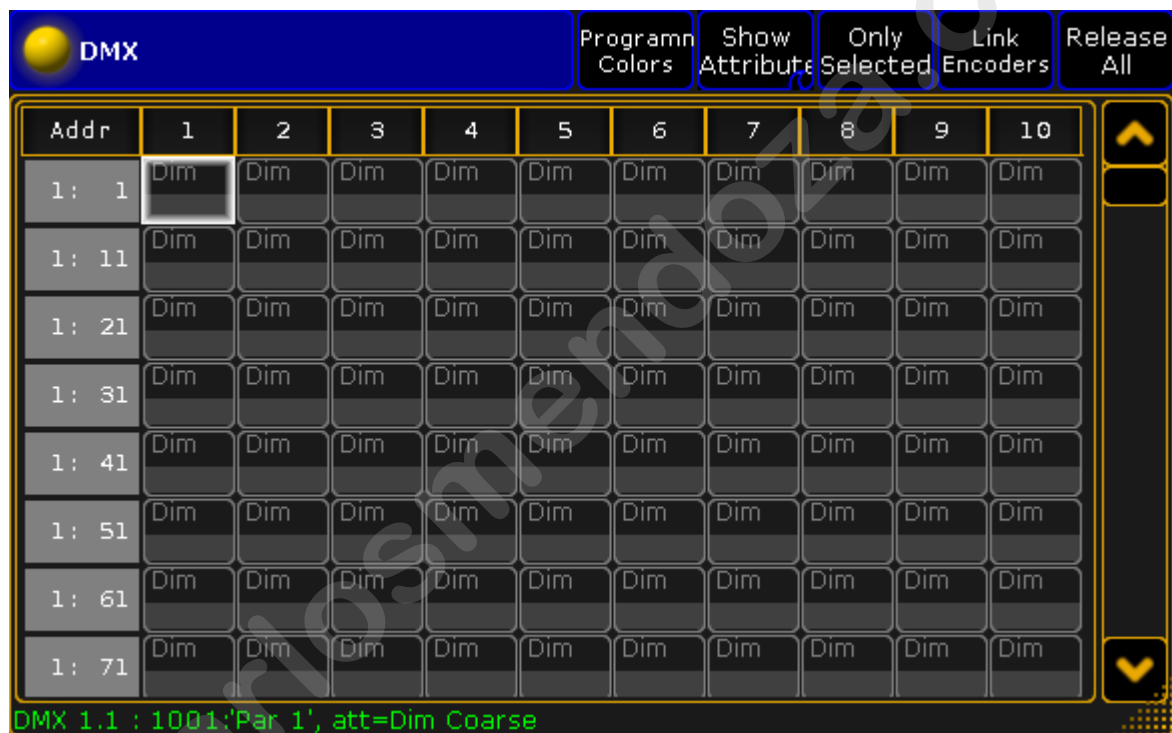 DMX
Programn Colors
Show Attribute
Only Selected
Link Encoders
Release All
Addr 1 2 3 4 5 6 7 8 9 10
1: 1 Dim Dim Dim Dim Dim Dim Dim Dim Dim Dim
1: 11 Dim Dim Dim Dim Dim Dim Dim Dim Dim Dim
1: 21 Dim Dim Dim Dim Dim Dim Dim Dim Dim Dim
1: 31 Dim Dim Dim Dim Dim Dim Dim Dim Dim Dim
1: 41 Dim Dim Dim Dim Dim Dim Dim Dim Dim Dim
1: 51 Dim Dim Dim Dim Dim Dim Dim Dim Dim Dim
1: 61 Dim Dim Dim Dim Dim Dim Dim Dim Dim Dim
1: 71 Dim Dim Dim Dim Dim Dim Dim Dim Dim Dim
DMX 1.1 : 1001:'Par 1', att=Dim Coarse
rlosmendoza.o